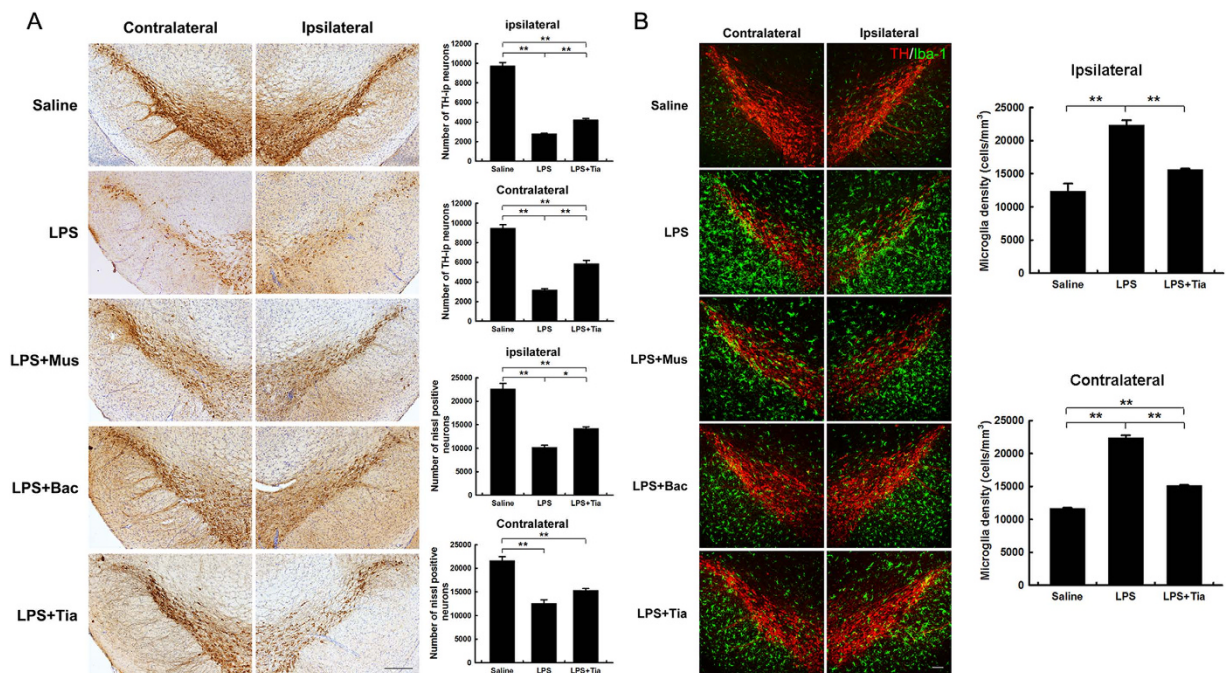 A
Contralateral Ipsilateral
Saline
LPS
LPS+Mus
LPS+Bac
LPS+Tia
ipsilateral
**
** **
Number of TH-ip neurons
12000
10000
8000
6000
4000
2000
0
Saline LPS LPS+Tia
Contralateral
**
** **
Number of TH-ip neurons
12000
10000
8000
6000
4000
2000
0
Saline LPS LPS+Tia
ipsilateral
**
** *
Number of nissl positive
neurons
25000
20000
15000
10000
5000
0
Saline LPS LPS+Tia
Contralateral
**
**
Number of nissl positive
neurons
25000
20000
15000
10000
5000
0
Saline LPS LPS+Tia
B
Contralateral Ipsilateral
TH/Iba-1
Saline
LPS
LPS+Mus
LPS+Bac
LPS+Tia
Ipsilateral
** **
Microglia density (cells/mm³)
25000
20000
15000
10000
5000
0
Saline LPS LPS+Tia
Contralateral
**
** **
Microglia density (cells/mm³)
25000
20000
15000
10000
5000
0
Saline LPS LPS+Tia